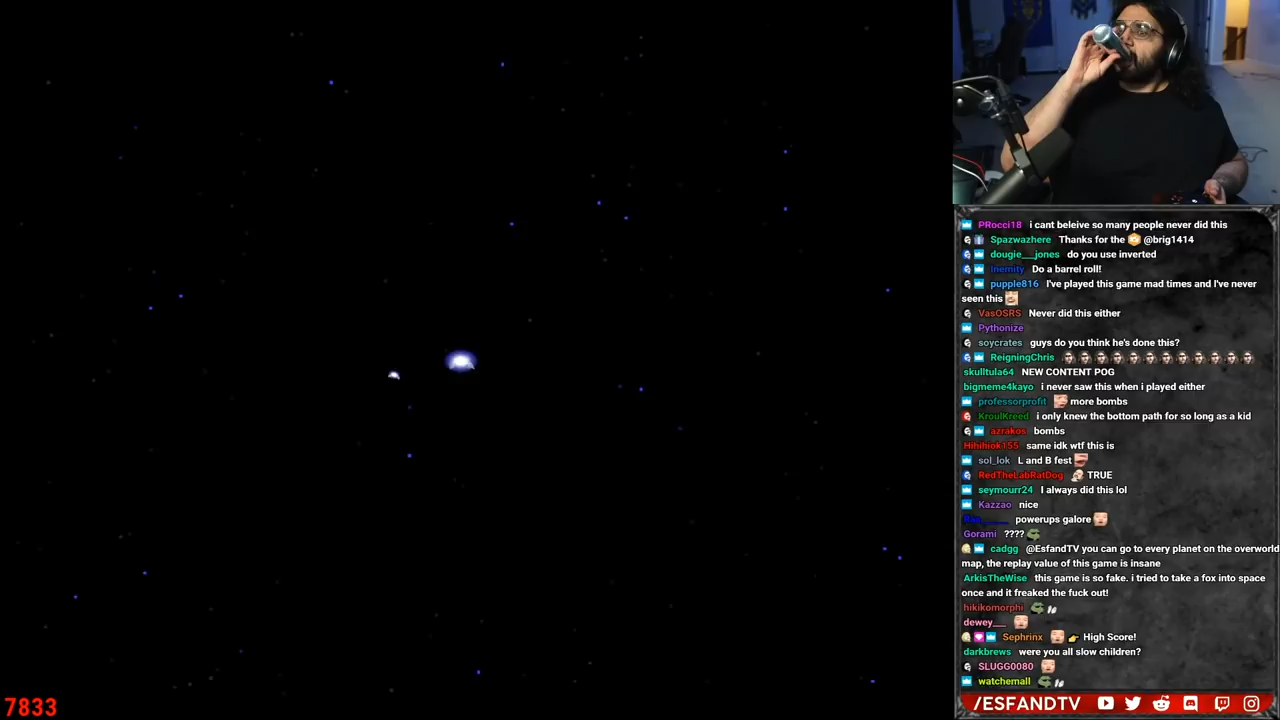 PRocci18 i cant beleive so many people never did this
Spazwazhere Thanks for the @brig1414
dougie__jones do you use inverted
Inemity Do a barrel roll!
pupple816 I've played this game mad times and I've never
seen this
VasOSRS Never did this either
Pythonize
soycrates guys do you think he's done this?
ReigningChris
skulltula64 NEW CONTENT POG
bigmeme4kayo i never saw this when i played either
professorprofit more bombs
KroulKreed i only knew the bottom path for so long as a kid
azrakos bombs
Hihihiok155 same idk wtf this is
sol_lok L and B fest
RedTheLabRatDog TRUE
seymourr24 I always did this lol
Kazzao nice
powerups galore
Gorami ????
cadgg @EsfandTV you can go to every planet on the overworld
map, the replay value of this game is insane
ArkisTheWise this game is so fake. i tried to take a fox into space
once and it freaked the fuck out!
hikikomorphi
dewey__
Sephrinx High Score!
darkbrews were you all slow children?
SLUGG0080
watchemall
7833
/ESFANDTV